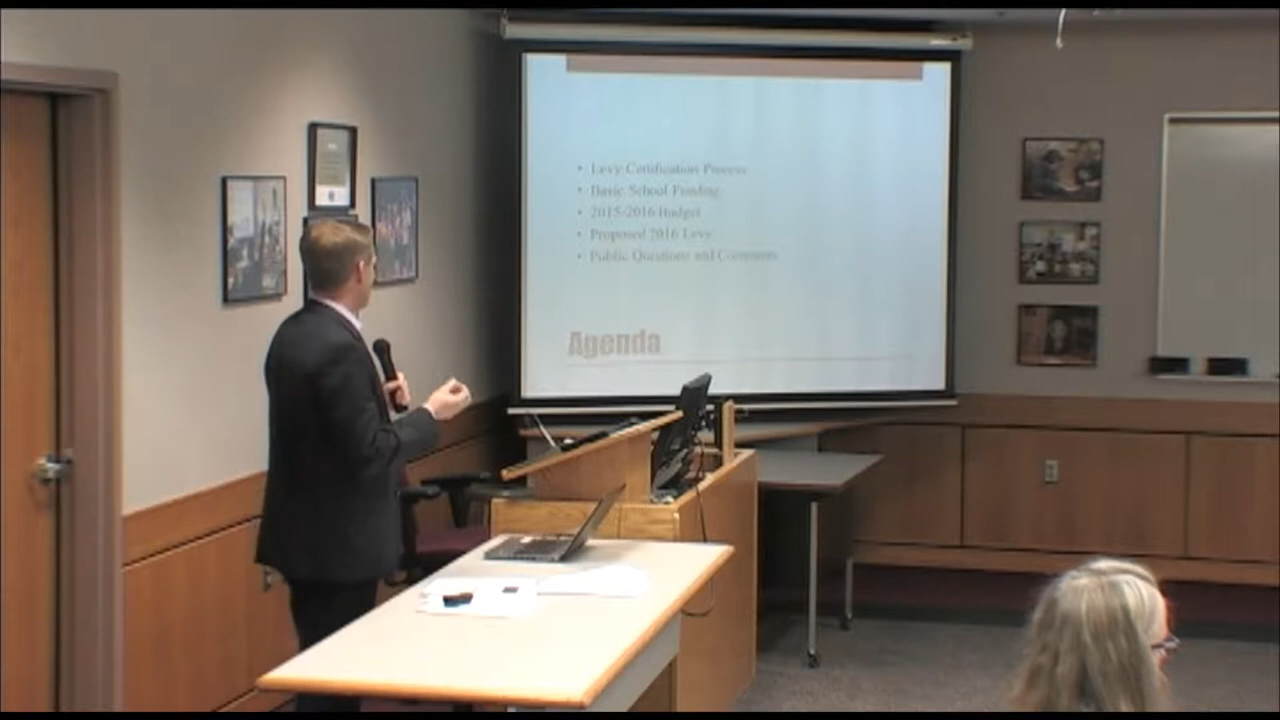 • Levy Certification Process
• Basic School Funding
• 2015-2016 Budget
• Proposed 2016 Levy
• Public Questions and Comments
Agenda